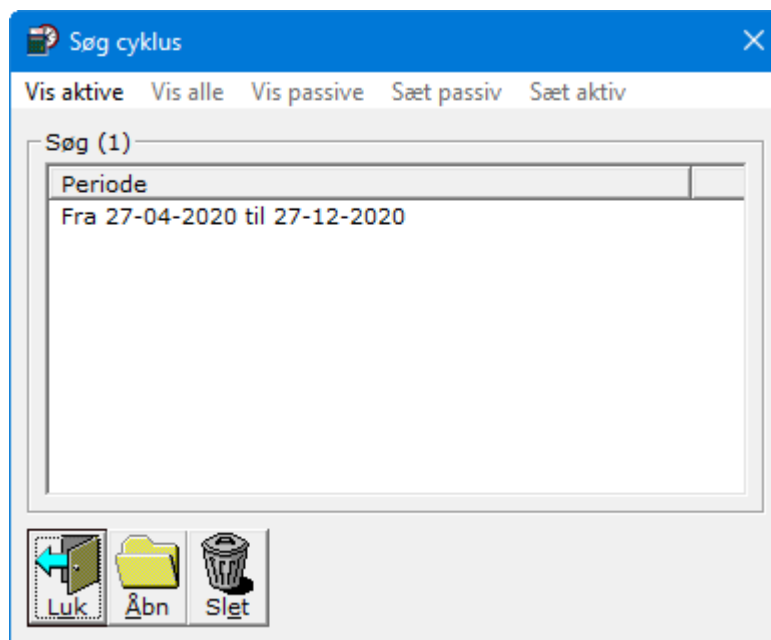 Søg cyklus
Vis aktive Vis alle Vis passive Sæt passiv Sæt aktiv
Søg (1)
Periode
Fra 27-04-2020 til 27-12-2020
Luk Åbn Slet